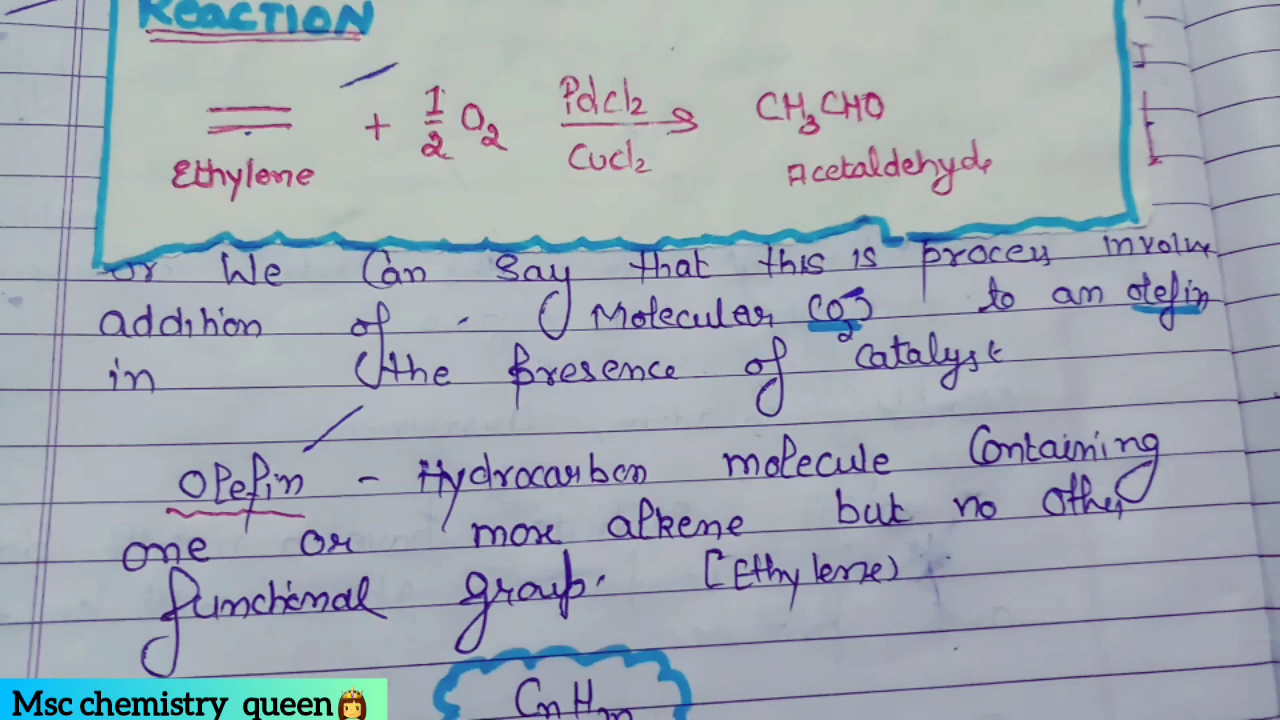 REACTION
+ 1/2 O2 PdCl2 CH3CHO
CuCl2
Ethylene Acetaldehyde
or We Can Say that this is process involve
addition of Molecular (O2) to an olefin
in the presence of catalyst
Olefin - Hydrocarbon molecule Containing
one or more alkene but no other
functional group. (Ethylene)
CnH2n
Msc chemistry queen👸